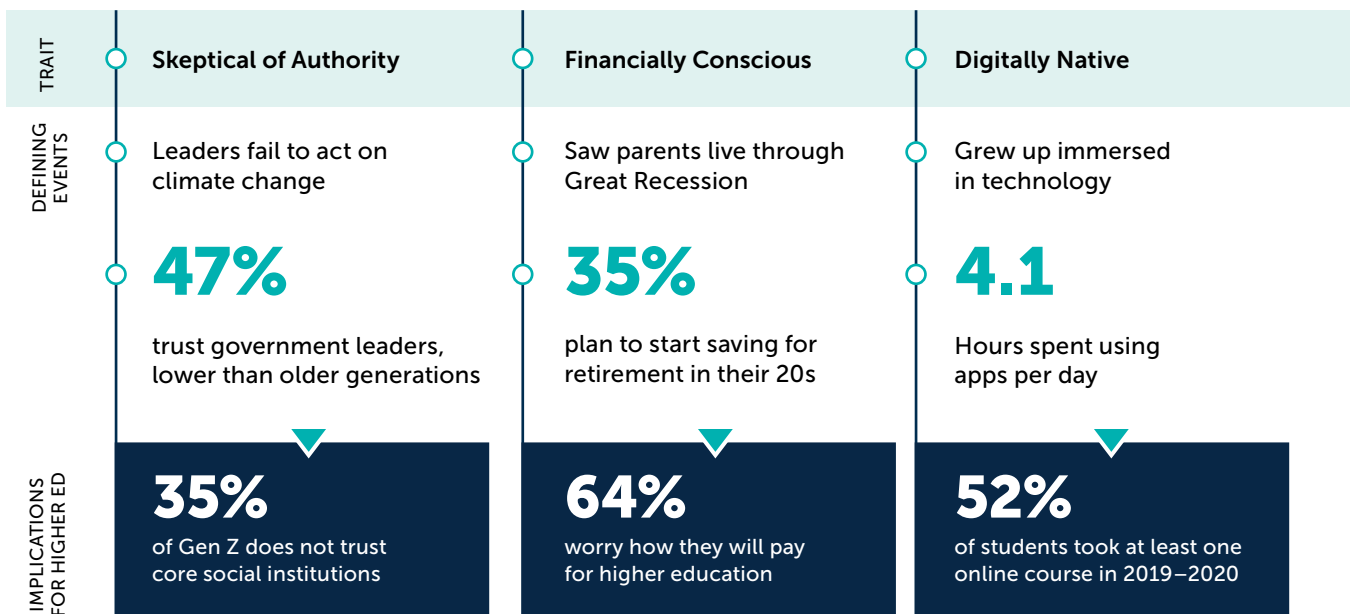 TRAIT
Skeptical of Authority
Financially Conscious
Digitally Native
DEFINING
EVENTS
Leaders fail to act on
climate change
Saw parents live through
Great Recession
Grew up immersed
in technology
47%
trust government leaders,
lower than older generations
35%
plan to start saving for
retirement in their 20s
4.1
Hours spent using
apps per day
IMPLICATIONS
FOR HIGHER ED
35%
of Gen Z does not trust
core social institutions
64%
worry how they will pay
for higher education
52%
of students took at least one
online course in 2019–2020